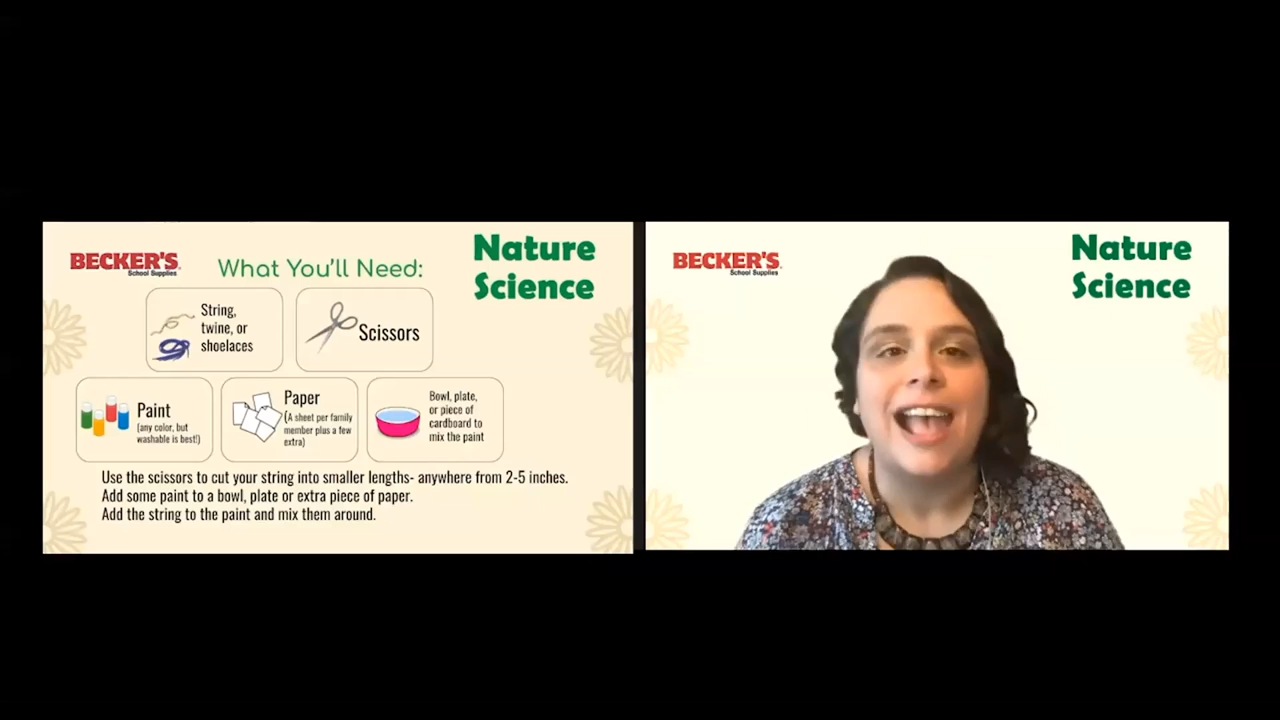 BECKER'S
School Supplies
What You'll Need:
Nature
Science
String,
twine, or
shoelaces
Scissors
Paint
(any color, but
washable is best!)
Paper
(A sheet per family
member plus a few
extra)
Bowl, plate,
or piece of
cardboard to
mix the paint
Use the scissors to cut your string into smaller lengths- anywhere from 2-5 inches.
Add some paint to a bowl, plate or extra piece of paper.
Add the string to the paint and mix them around.
BECKER'S
School Supplies
Nature
Science